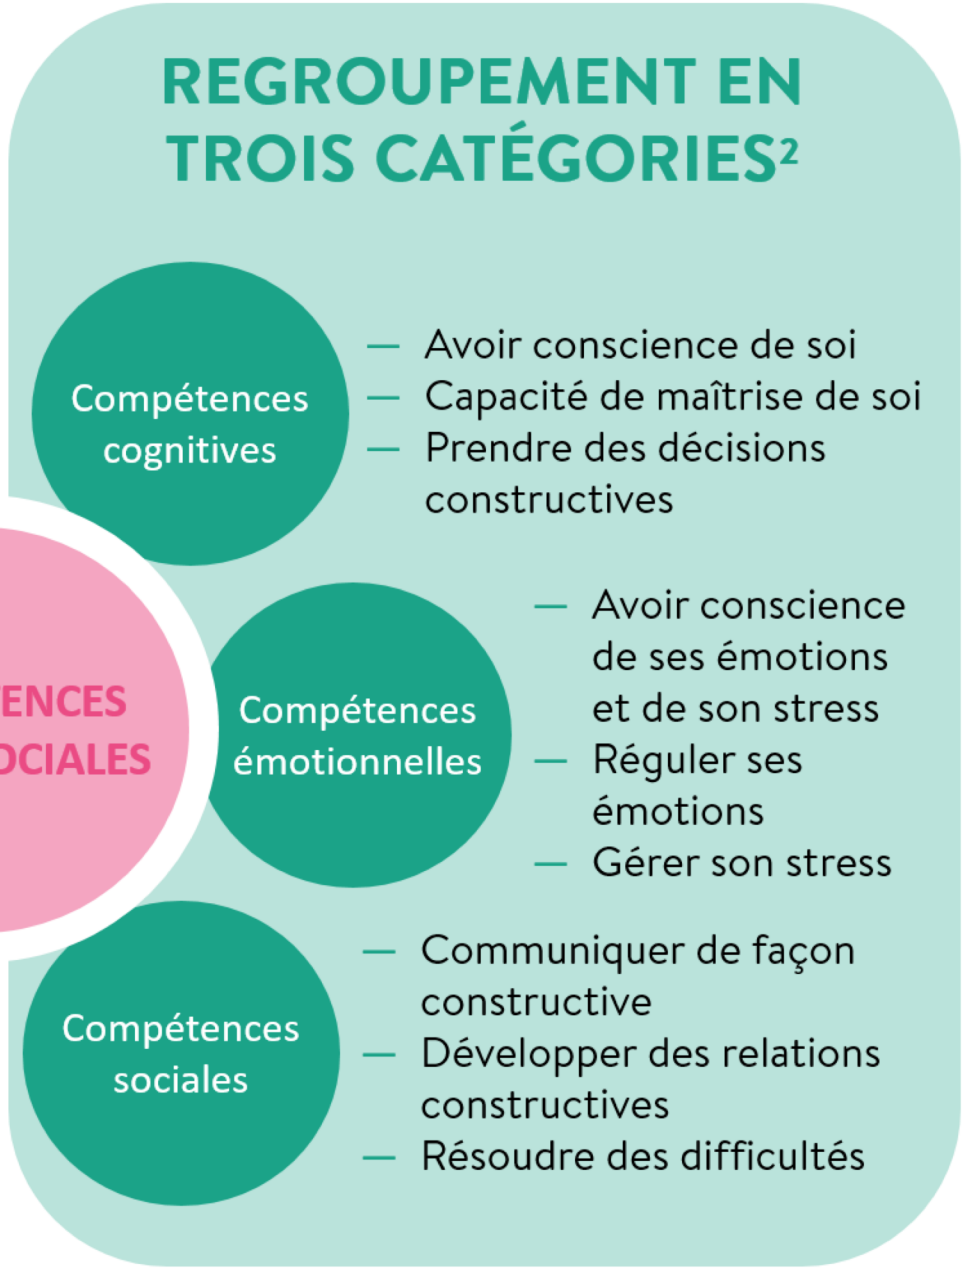 REGROUPEMENT EN
TROIS CATÉGORIES²
Compétences
cognitives
— Avoir conscience de soi
— Capacité de maîtrise de soi
— Prendre des décisions
constructives
ENCES
OCIALES
Compétences
émotionnelles
— Avoir conscience
de ses émotions
et de son stress
— Réguler ses
émotions
— Gérer son stress
Compétences
sociales
— Communiquer de façon
constructive
— Développer des relations
constructives
— Résoudre des difficultés